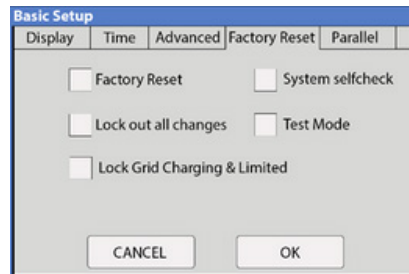 Basic Setup
Display Time Advanced Factory Reset Parallel
Factory Reset System selfcheck
Lock out all changes Test Mode
Lock Grid Charging & Limited
CANCEL OK